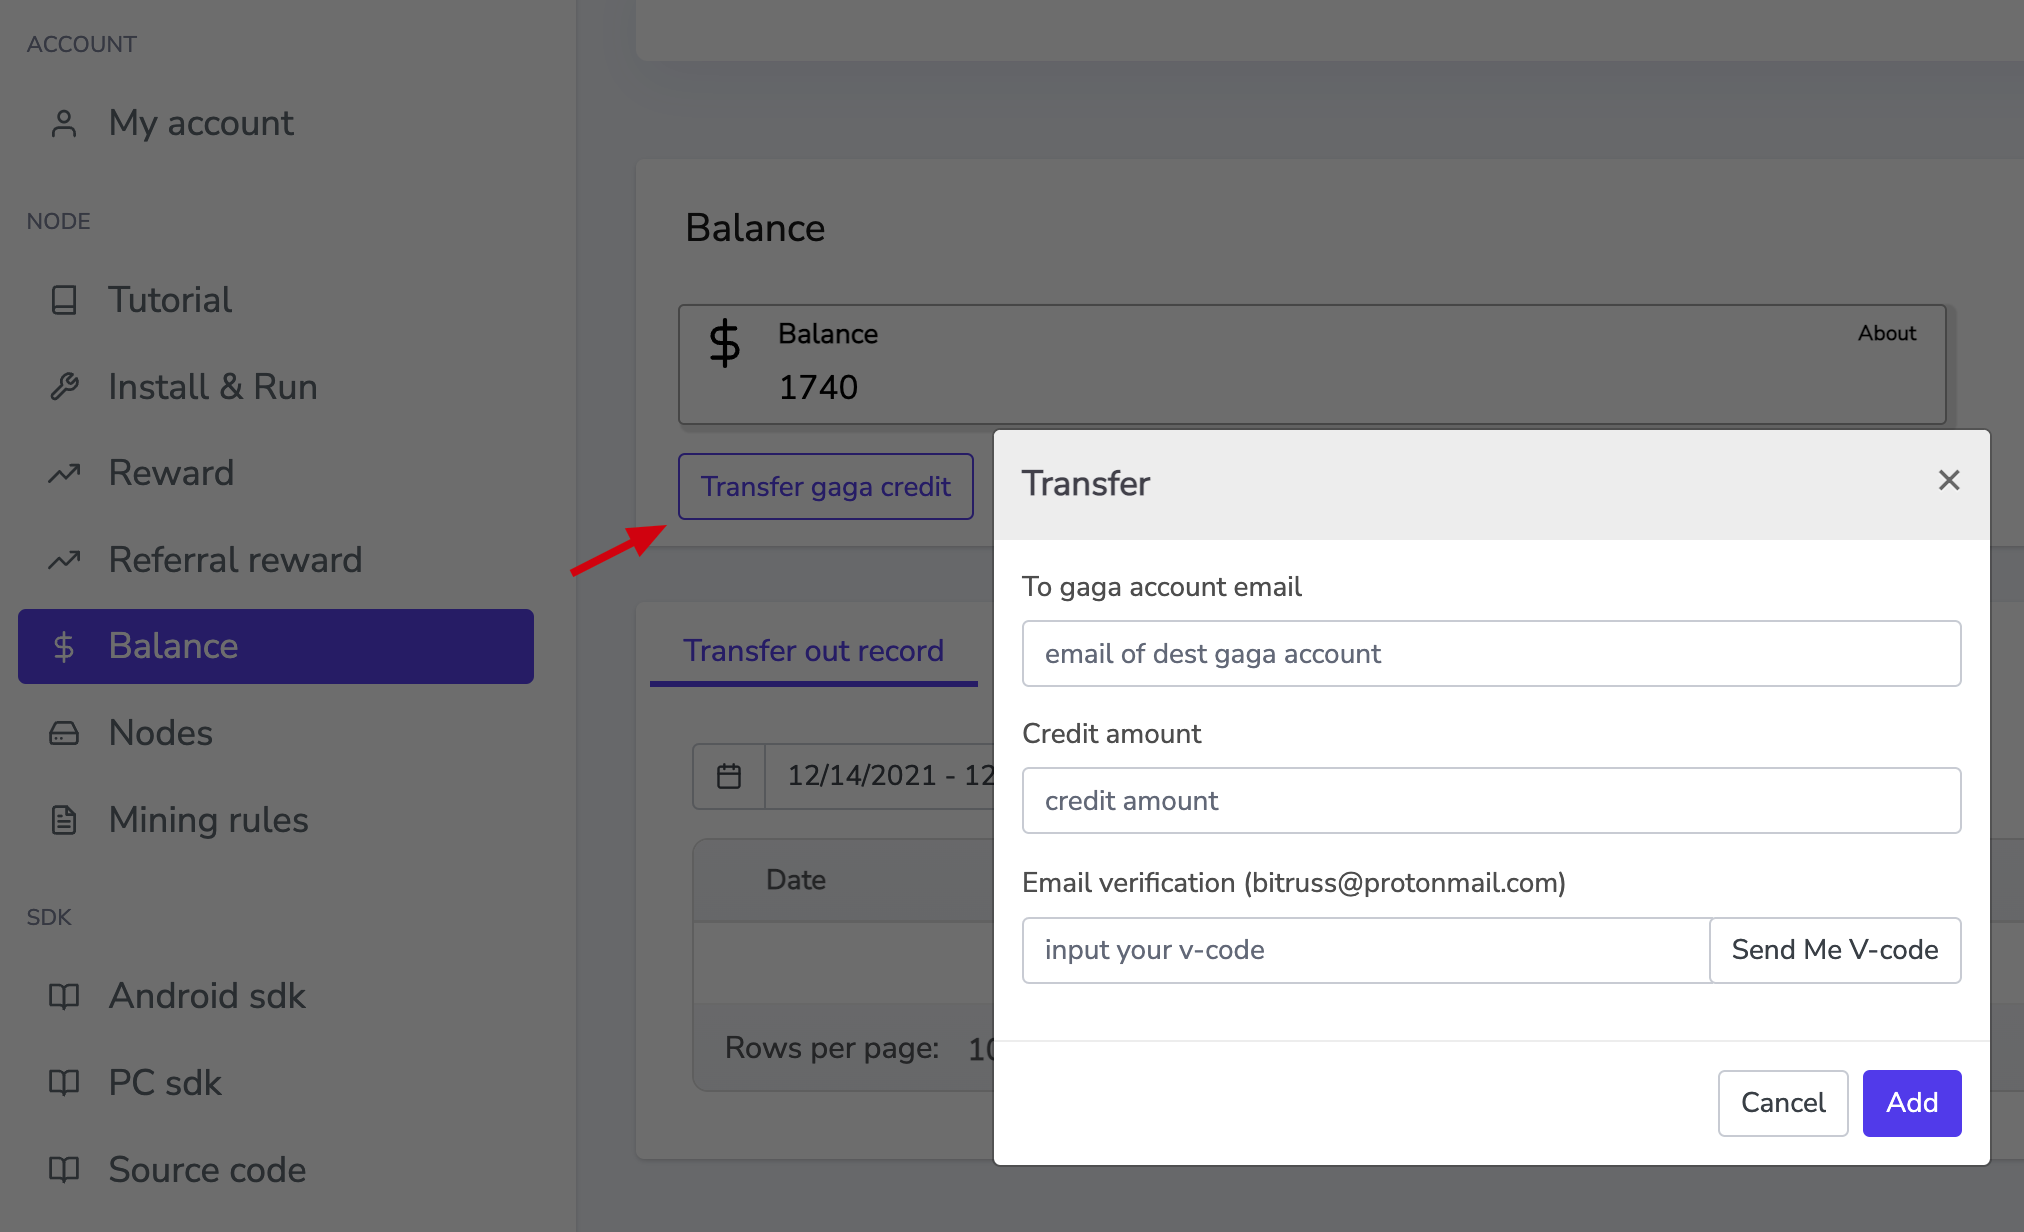 ACCOUNT
My account
NODE
Tutorial
Install & Run
Reward
Referral reward
Balance
Nodes
Mining rules
SDK
Android sdk
PC sdk
Source code
Balance
Balance
About
1740
Transfer gaga credit
Transfer out record
12/14/2021 - 12
Date
Rows per page: 10
Transfer
To gaga account email
email of dest gaga account
Credit amount
credit amount
Email verification (bitruss@protonmail.com)
input your v-code
Send Me V-code
Cancel
Add